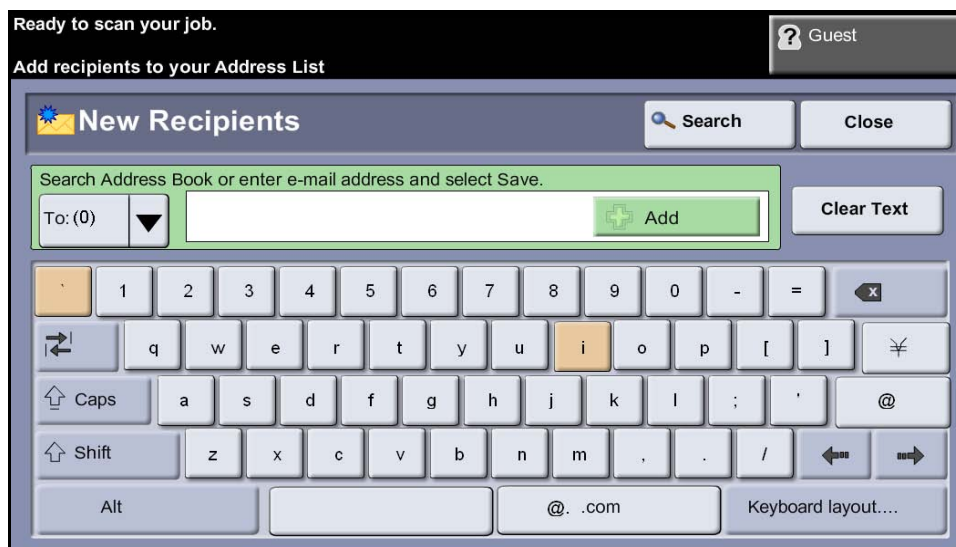 Ready to scan your job.
Guest
Add recipients to your Address List
New Recipients
Search
Close
Search Address Book or enter e-mail address and select Save.
To: (0)
Add
Clear Text
` 1 2 3 4 5 6 7 8 9 0 - = x
q w e r t y u i o p [ ] ¥
Caps a s d f g h j k l ; ' @
Shift z x c v b n m , . /
Alt @. .com Keyboard layout....